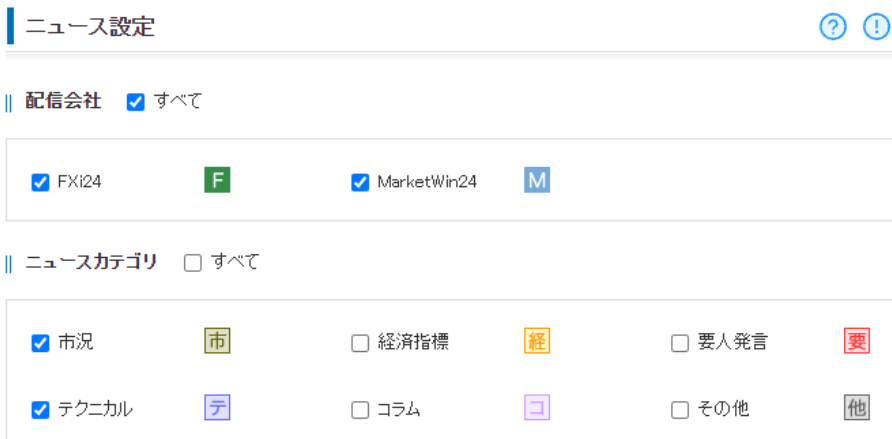 ニュース設定 ? !
配信会社 すべて
FXi24 F MarketWin24 M
ニュースカテゴリ すべて
市況 市 経済指標 経 要人発言 要
テクニカル テ コラム コ その他 他